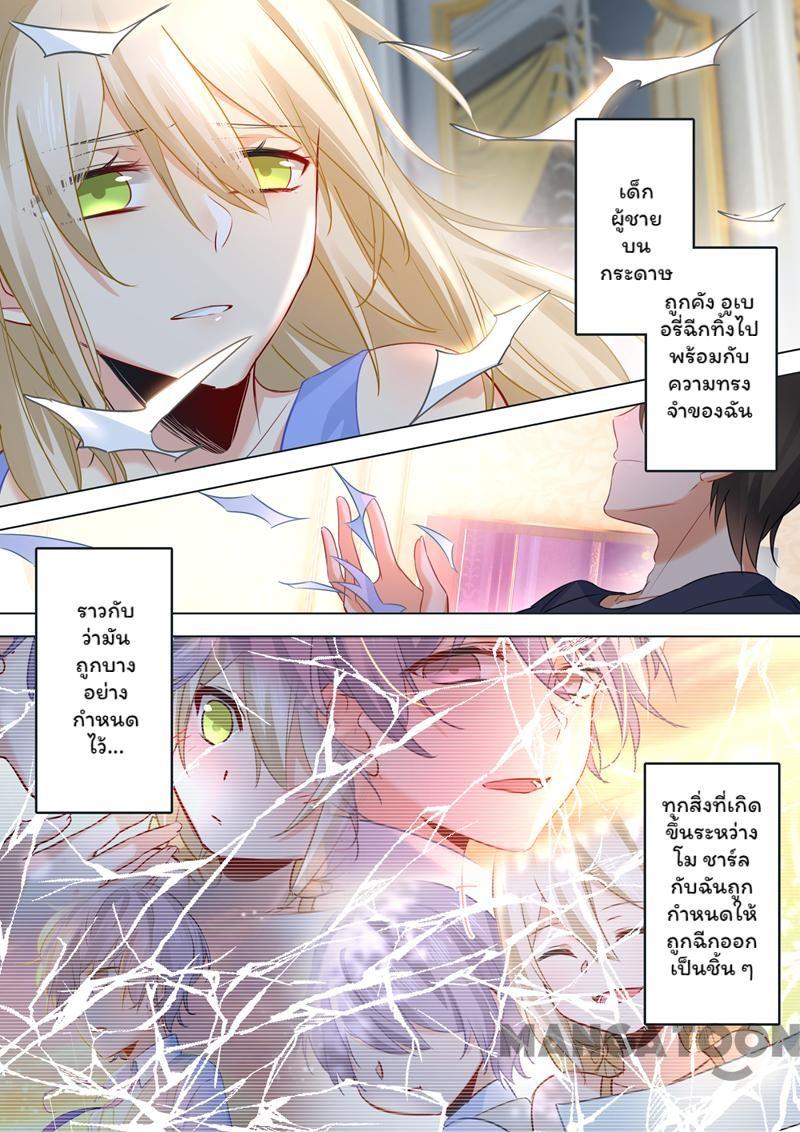 เด็ก
ผู้ชาย
บน
กระดาษ
ถูกคัง อูเบ
อรี่ฉีกทิ้งไป
พร้อมกับ
ความทรง
จำของฉัน
ราวกับ
ว่ามัน
ถูกบาง
อย่าง
กำหนด
ไว้...
ทุกสิ่งที่เกิด
ขึ้นระหว่าง
โม ชาร์ล
กับฉันถูก
กำหนดให้
ถูกฉีกออก
เป็นชิ้น ๆ
MANGATOON